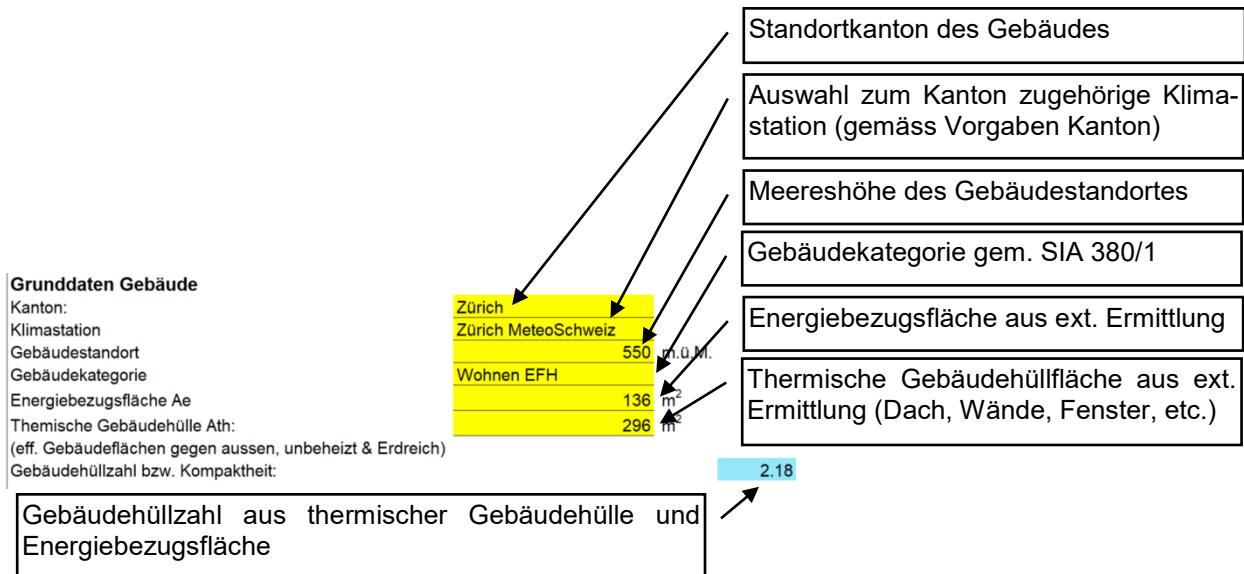 Standortkanton des Gebäudes
Auswahl zum Kanton zugehörige Klima-
station (gemäss Vorgaben Kanton)
Meereshöhe des Gebäudestandortes
Gebäudekategorie gem. SIA 380/1
Energiebezugsfläche aus ext. Ermittlung
Thermische Gebäudehüllfläche aus ext.
Ermittlung (Dach, Wände, Fenster, etc.)
Grunddaten Gebäude
Kanton: Zürich
Klimastation Zürich MeteoSchweiz
Gebäudestandort 550 m.ü.M.
Gebäudekategorie Wohnen EFH
Energiebezugsfläche Ae 136 m²
Themische Gebäudehülle Ath: 296 m²
(eff. Gebäudeflächen gegen aussen, unbeheizt & Erdreich)
Gebäudehüllzahl bzw. Kompaktheit: 2.18
Gebäudehüllzahl aus thermischer Gebäudehülle und
Energiebezugsfläche